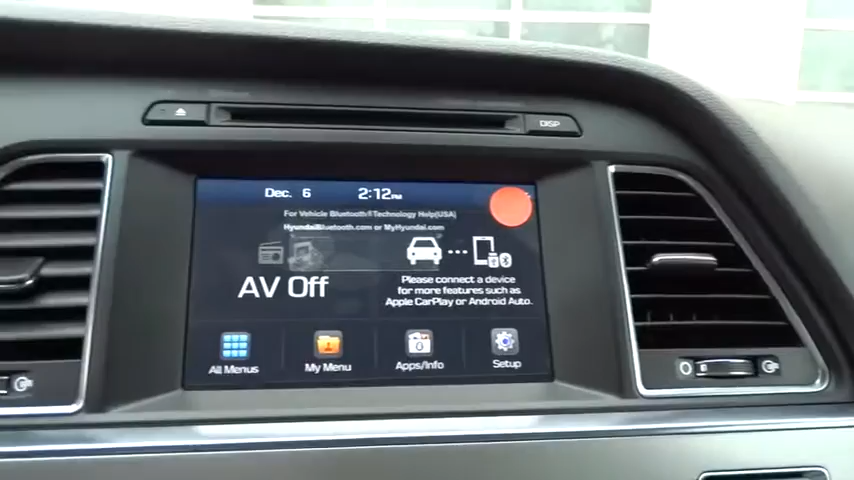 DISP
Dec. 6 2:12PM
For Vehicle Bluetooth®Technology Help(USA)
HyundaiBluetooth.com or MyHyundai.com
AV Off
Please connect a device
for more features such as
Apple CarPlay or Android Auto.
All Menus
My Menu
Apps/Info
0
Setup